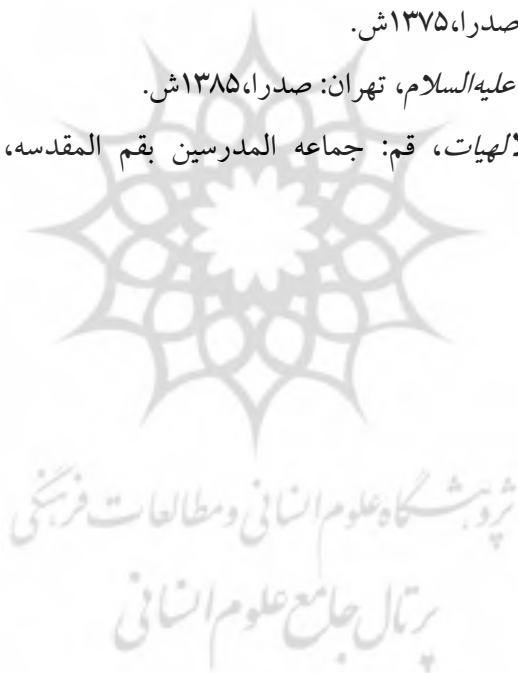 صدرا،۱۳۷۵ش.
علیه‌السلام، تهران: صدرا،۱۳۸۵ش.
لالهیات، قم: جماعه المدرسین بقم المقدسه،
پژوهشگاه علوم انسانی و مطالعات فرهنگی
پرتال جامع علوم انسانی